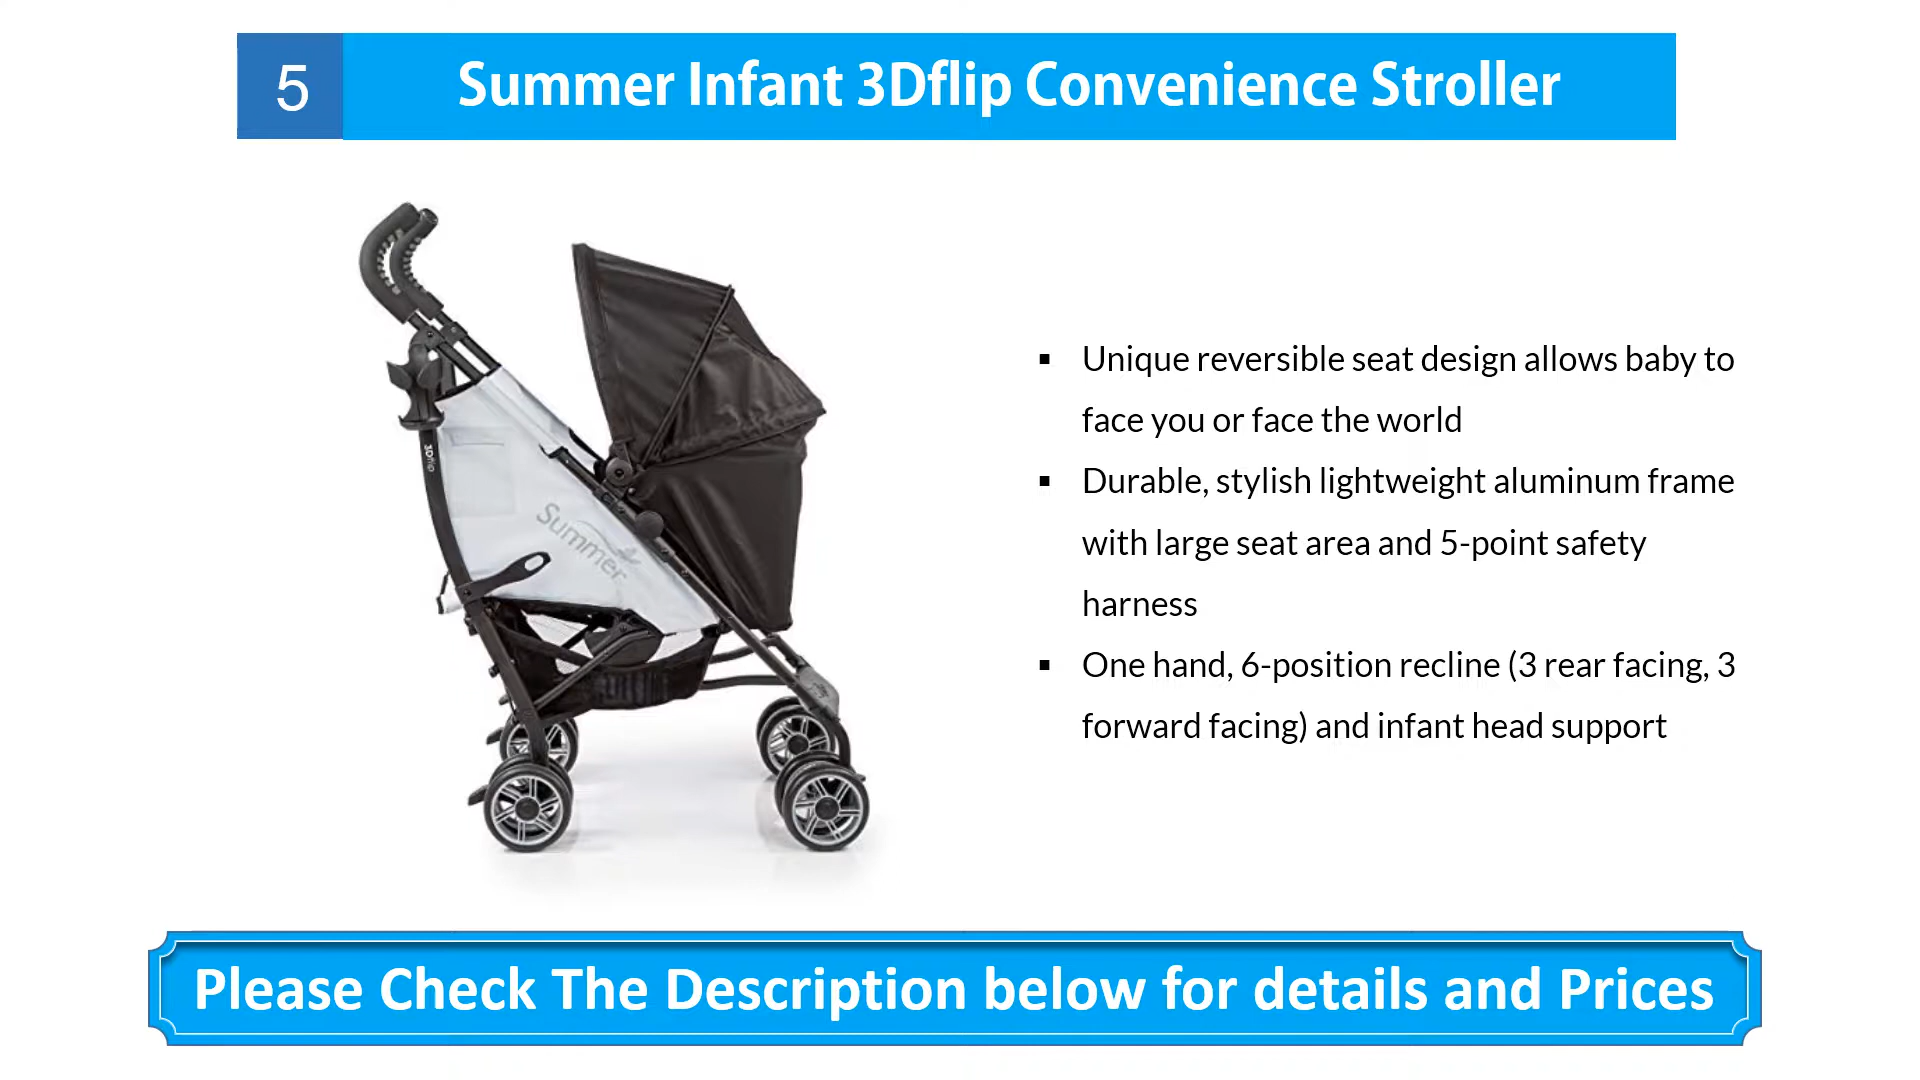 5
Summer Infant 3Dflip Convenience Stroller
3Dflip
Summer
▪ Unique reversible seat design allows baby to
face you or face the world
▪ Durable, stylish lightweight aluminum frame
with large seat area and 5-point safety
harness
▪ One hand, 6-position recline (3 rear facing, 3
forward facing) and infant head support
Please Check The Description below for details and Prices